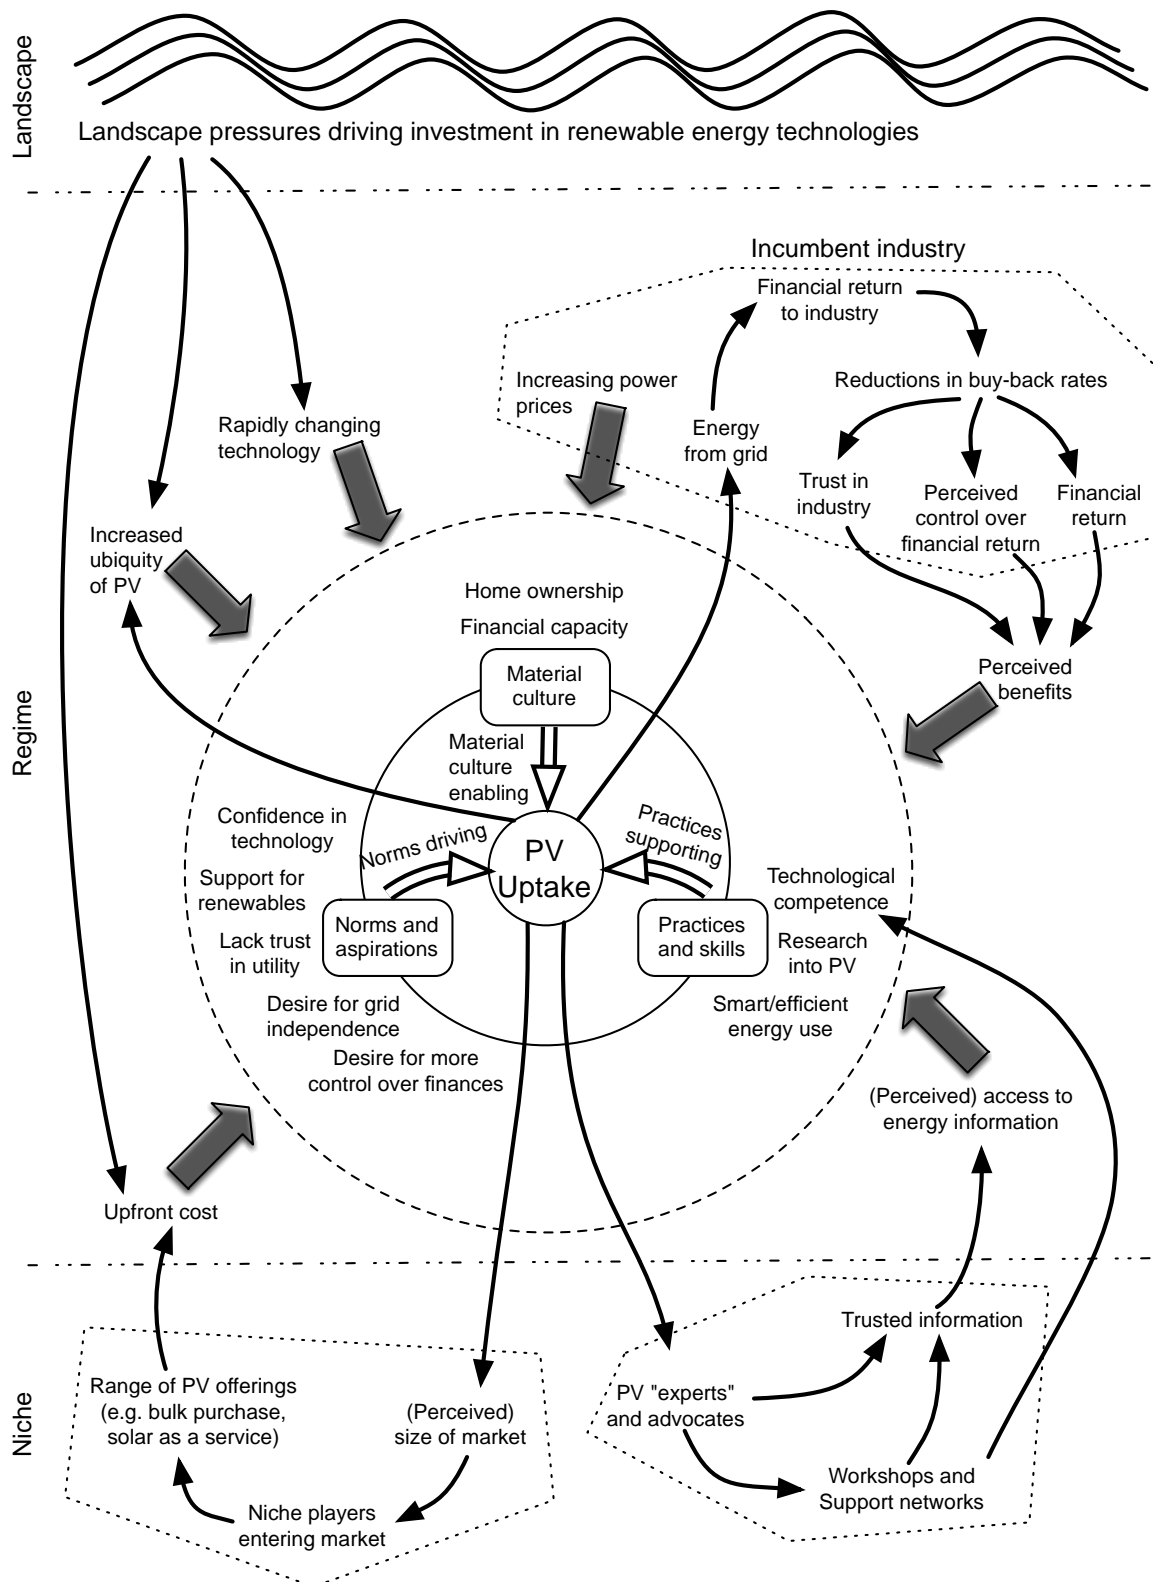 Landscape
Landscape pressures driving investment in renewable energy technologies
Regime
Incumbent industry
Financial return
to industry
Increasing power
prices
Reductions in buy-back rates
Energy
from grid
Rapidly changing
technology
Trust in
industry
Perceived
control over
financial return
Financial
return
Increased
ubiquity
of PV
Home ownership
Financial capacity
Material
culture
Perceived
benefits
Material
culture
enabling
Confidence in
technology
Norms driving
PV
Uptake
Practices
supporting
Support for
renewables
Technological
competence
Norms and
aspirations
Practices
and skills
Lack trust
in utility
Research
into PV
Desire for grid
independence
Smart/efficient
energy use
Desire for more
control over finances
(Perceived) access to
energy information
Upfront cost
Niche
Trusted information
Range of PV offerings
(e.g. bulk purchase,
solar as a service)
(Perceived)
size of market
PV "experts"
and advocates
Workshops and
Support networks
Niche players
entering market